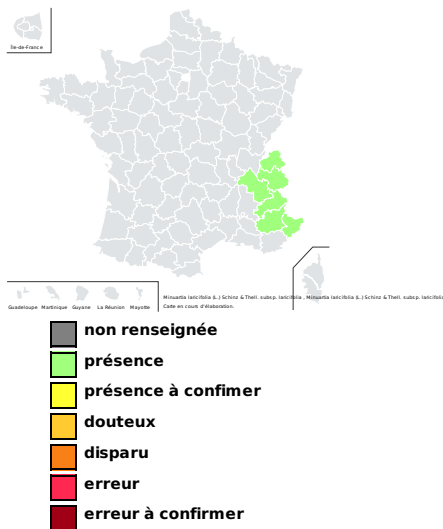 Île-de-France
Guadeloupe Martinique Guyane La Réunion Mayotte
Minuartia laricifolia (L.) Schinz & Thell. subsp. laricifolia , Minuartia laricifolia (L.) Schinz & Thell. subsp. laricifolia
Carte en cours d'élaboration.
non renseignée
présence
présence à confimer
douteux
disparu
erreur
erreur à confirmer